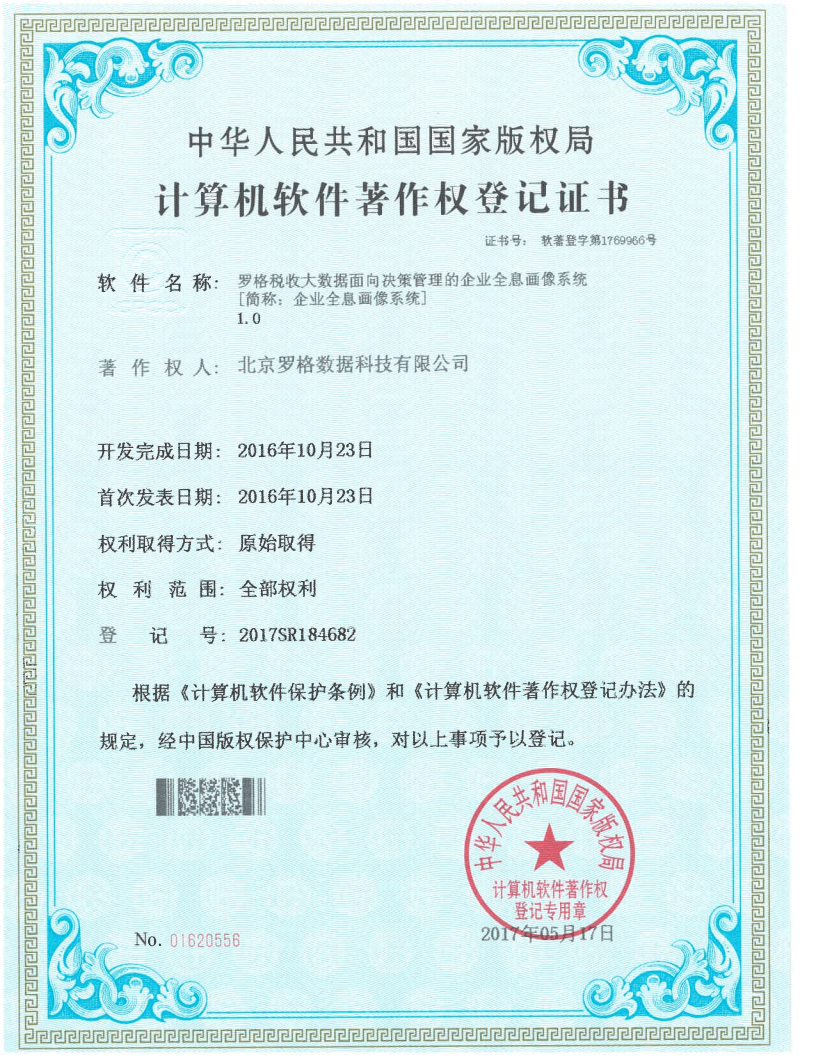 中华人民共和国国家版权局
计算机软件著作权登记证书
证书号: 软著登字第1769966号
软件名称: 罗格税收大数据面向决策管理的企业全息画像系统
[简称: 企业全息画像系统]
1.0
著作权人: 北京罗格数据科技有限公司
开发完成日期: 2016年10月23日
首次发表日期: 2016年10月23日
权利取得方式: 原始取得
权利范围: 全部权利
登记号: 2017SR184682
根据《计算机软件保护条例》和《计算机软件著作权登记办法》的
规定，经中国版权保护中心审核，对以上事项予以登记。
中华人民共和国国家版权局
计算机软件著作权
登记专用章
No. 01620556
2017年05月17日